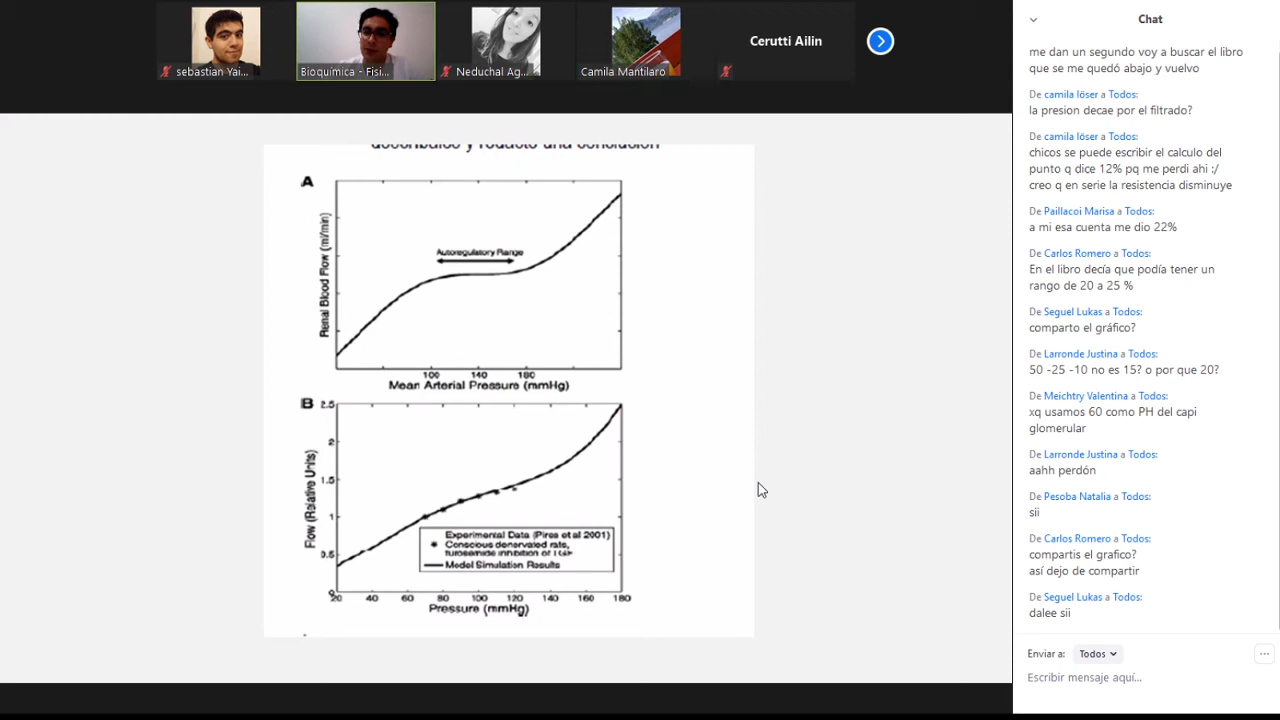 sebastian Yai...
Bioquímica - Fisi...
Neduchal Ag...
Camila Mantilaro
Cerutti Ailin
A
Autoregulatory Range
Renal Blood Flow (ml/min)
100 140 180
Mean Arterial Pressure (mmHg)
B
2.5
2
1.5
1
0.5
0
Flow (Relative Units)
Experimental Data (Pires et al 2001)
Conscious denervated rats,
furosemide inhibition of TGF
Model Simulation Results
20 40 60 80 100 120 140 160 180
Pressure (mmHg)
Chat
me dan un segundo voy a buscar el libro
que se me quedó abajo y vuelvo
De camila löser a Todos:
la presion decae por el filtrado?
De camila löser a Todos:
chicos se puede escribir el calculo del
punto q dice 12% pq me perdi ahi :/
creo q en serie la resistencia disminuye
De Paillacoi Marisa a Todos:
a mi esa cuenta me dio 22%
De Carlos Romero a Todos:
En el libro decía que podía tener un
rango de 20 a 25 %
De Seguel Lukas a Todos:
comparto el gráfico?
De Larronde Justina a Todos:
50 -25 -10 no es 15? o por que 20?
De Meichtry Valentina a Todos:
xq usamos 60 como PH del capi
glomerular
De Larronde Justina a Todos:
aahh perdón
De Pesoba Natalia a Todos:
sii
De Carlos Romero a Todos:
compartis el grafico?
así dejo de compartir
De Seguel Lukas a Todos:
dalee sii
Enviar a: Todos
Escribir mensaje aquí...